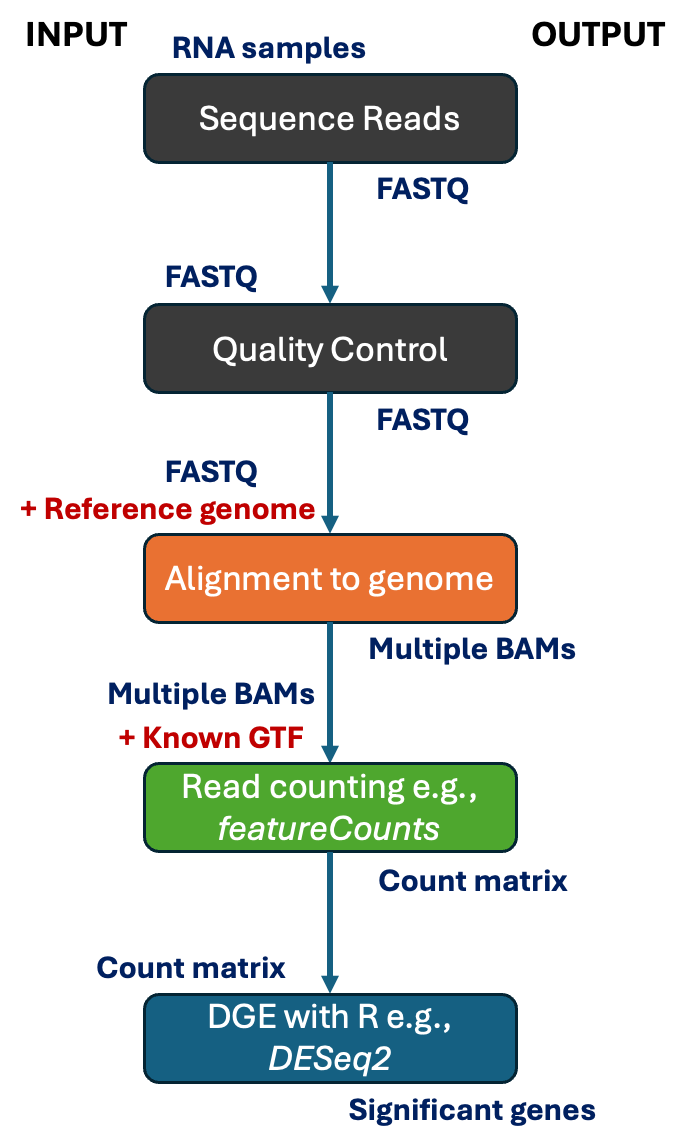 INPUT
OUTPUT
RNA samples
Sequence Reads
FASTQ
FASTQ
Quality Control
FASTQ
FASTQ
+ Reference genome
Alignment to genome
Multiple BAMs
Multiple BAMs
+ Known GTF
Read counting e.g.,
featureCounts
Count matrix
Count matrix
DGE with R e.g.,
DESeq2
Significant genes